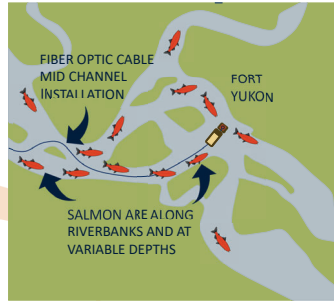 FIBER OPTIC CABLE
MID CHANNEL
INSTALLATION
FORT
YUKON
SALMON ARE ALONG
RIVERBANKS AND AT
VARIABLE DEPTHS